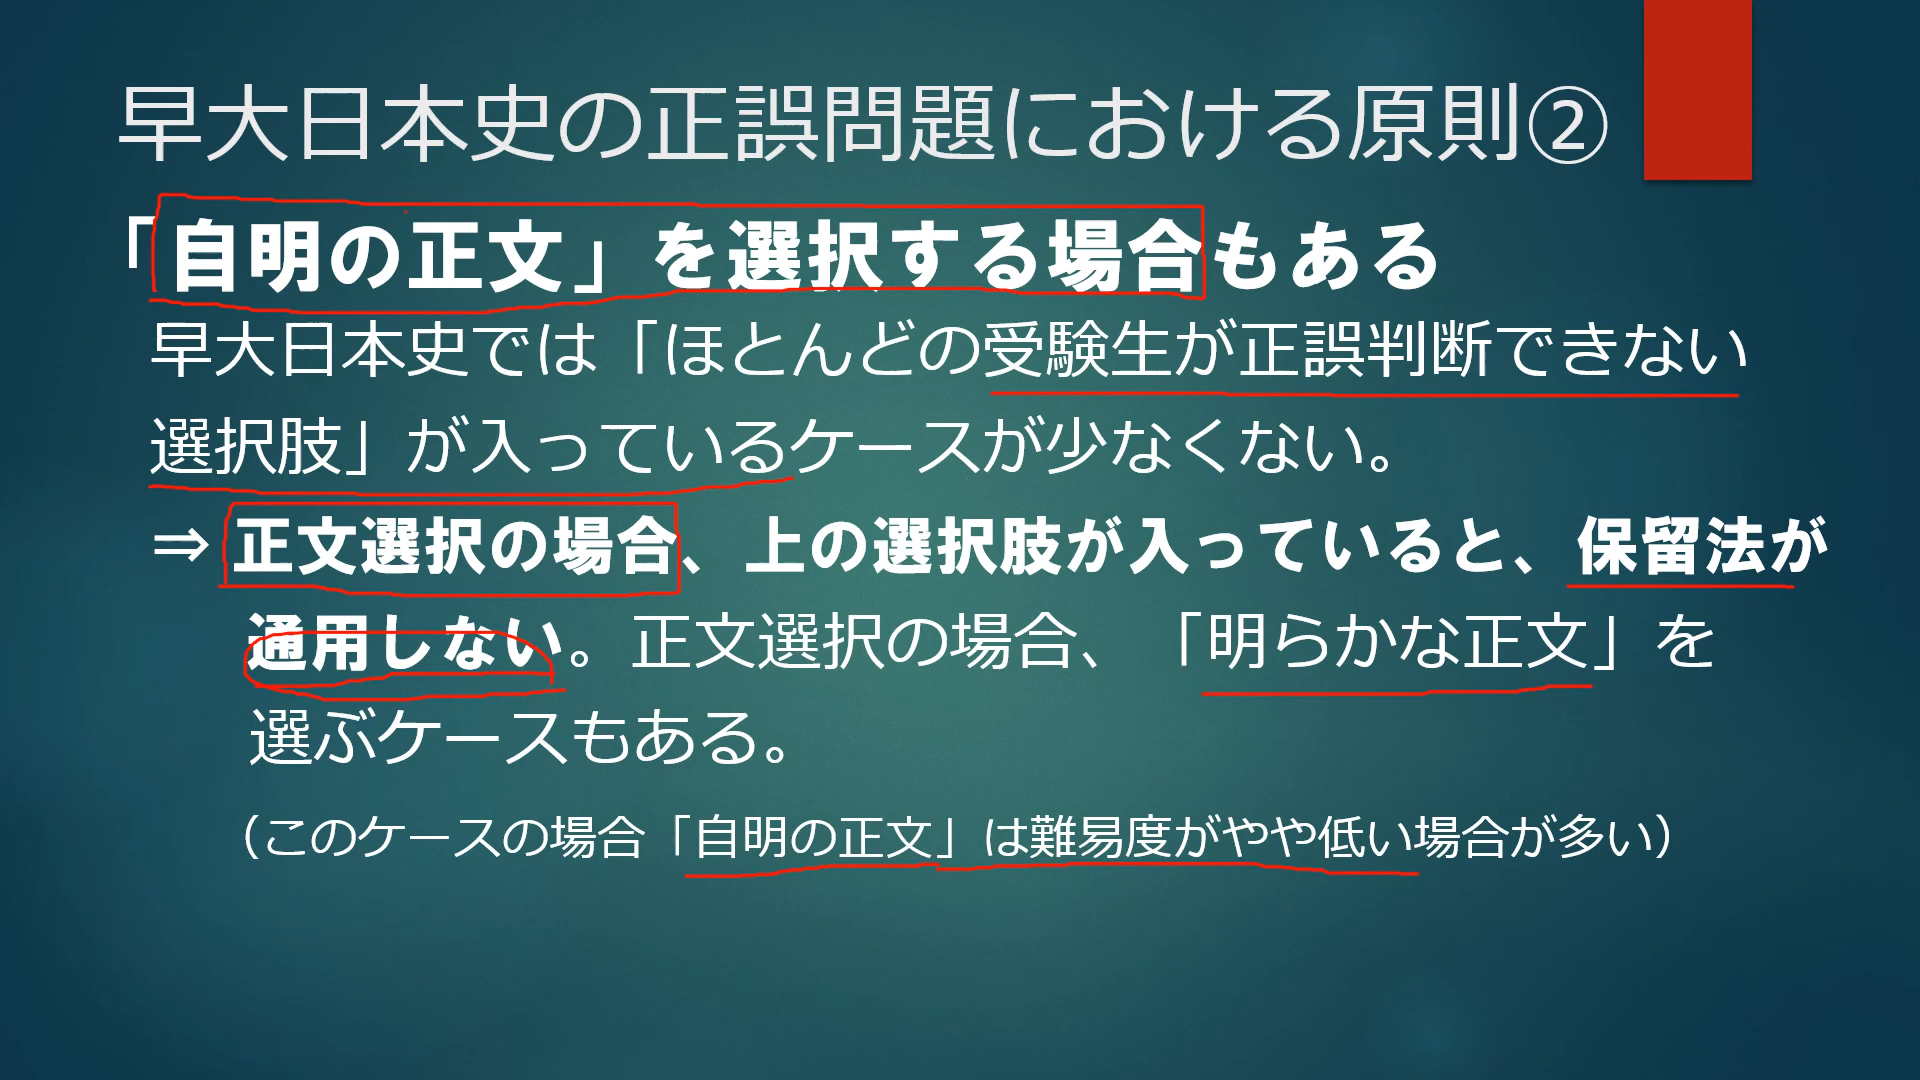 早大日本史の正誤問題における原則②
「自明の正文」を選択する場合もある
早大日本史では「ほとんどの受験生が正誤判断できない
選択肢」が入っているケースが少なくない。
⇒ 正文選択の場合、上の選択肢が入っていると、保留法が
通用しない。正文選択の場合、「明らかな正文」を
選ぶケースもある。
（このケースの場合「自明の正文」は難易度がやや低い場合が多い）